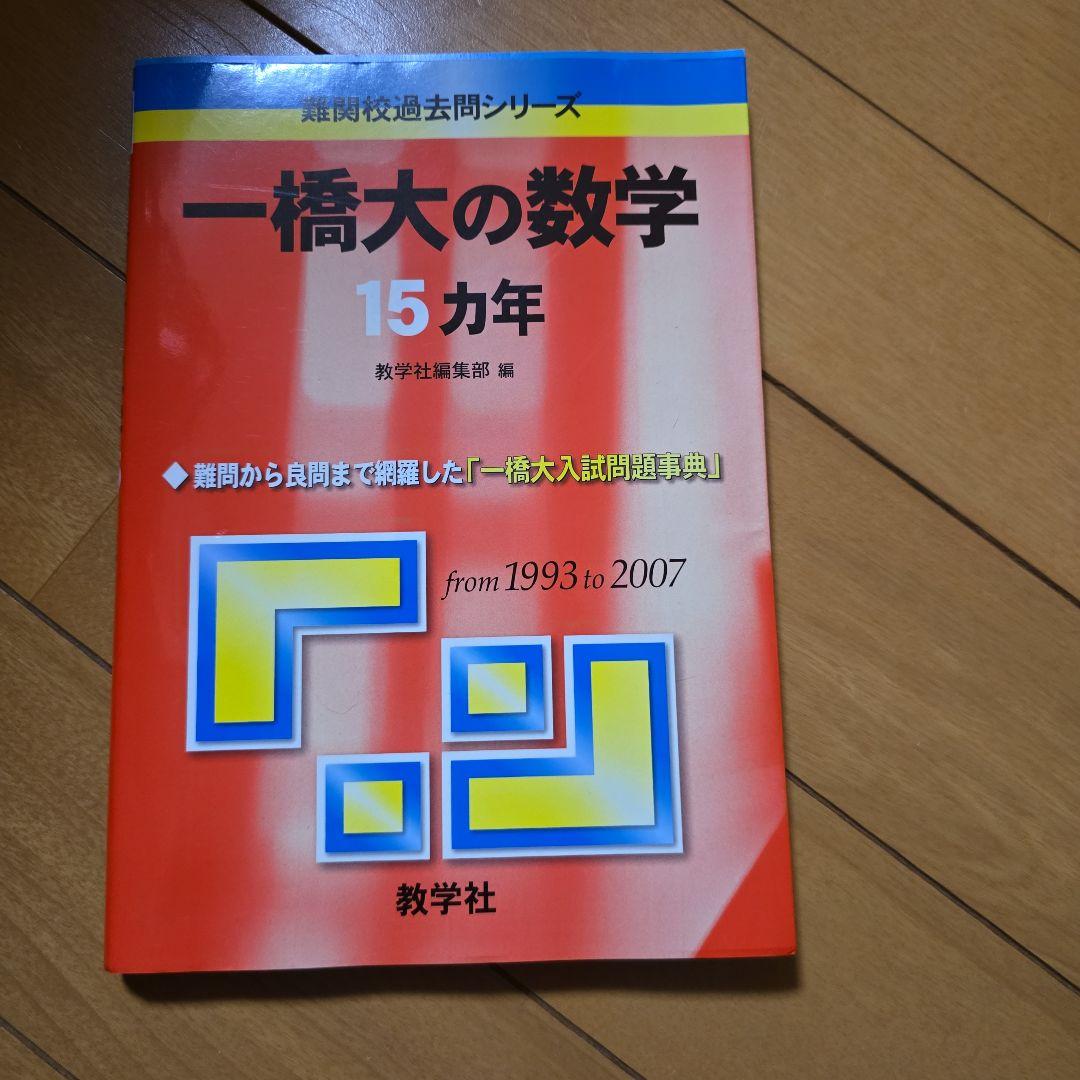 難関校過去問シリーズ
一橋大の数学
15カ年
教学社編集部 編
◆難問から良問まで網羅した「一橋大入試問題事典」
from 1993 to 2007
教学社